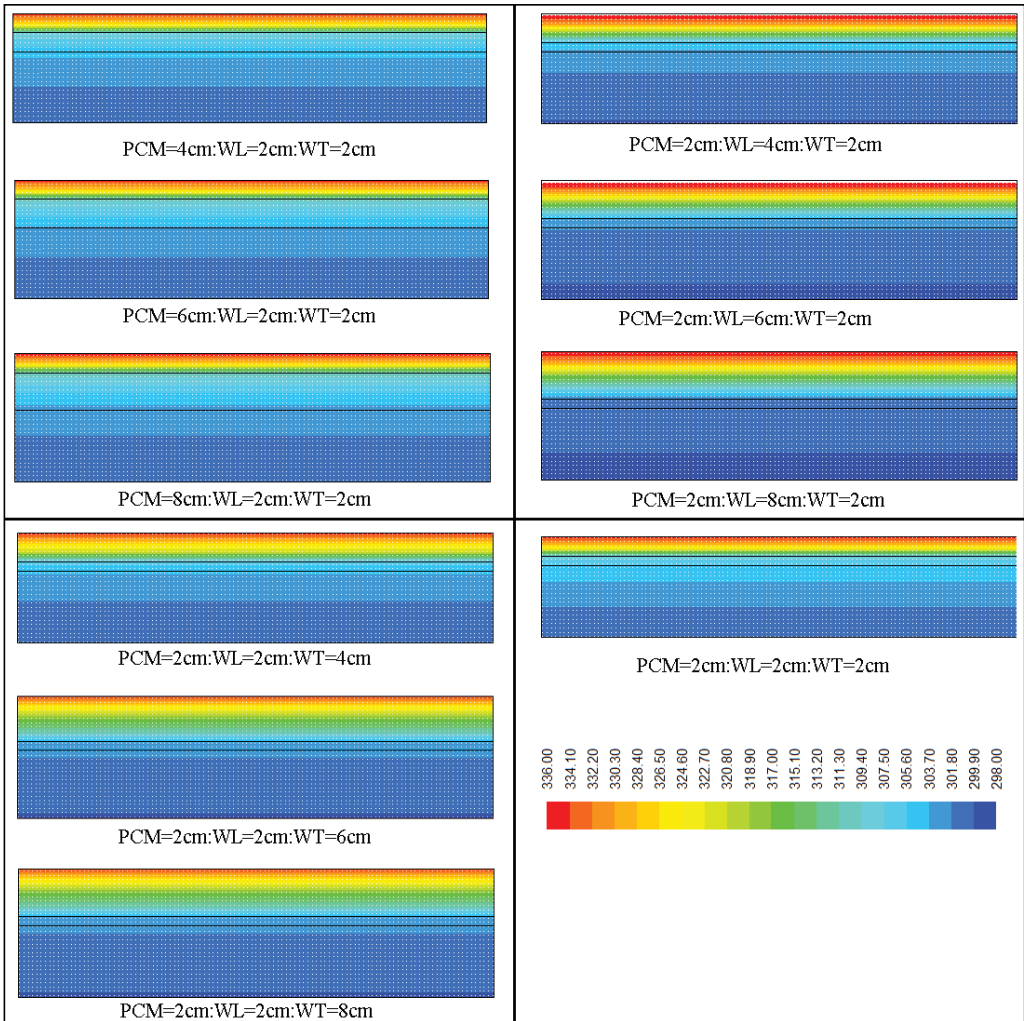 PCM=4cm:WL=2cm:WT=2cm
PCM=6cm:WL=2cm:WT=2cm
PCM=8cm:WL=2cm:WT=2cm
PCM=2cm:WL=4cm:WT=2cm
PCM=2cm:WL=6cm:WT=2cm
PCM=2cm:WL=8cm:WT=2cm
PCM=2cm:WL=2cm:WT=4cm
PCM=2cm:WL=2cm:WT=6cm
PCM=2cm:WL=2cm:WT=8cm
PCM=2cm:WL=2cm:WT=2cm
336.00
334.10
332.20
330.30
328.40
326.50
324.60
322.70
320.80
318.90
317.00
315.10
313.20
311.30
309.40
307.50
305.60
303.70
301.80
299.90
298.00